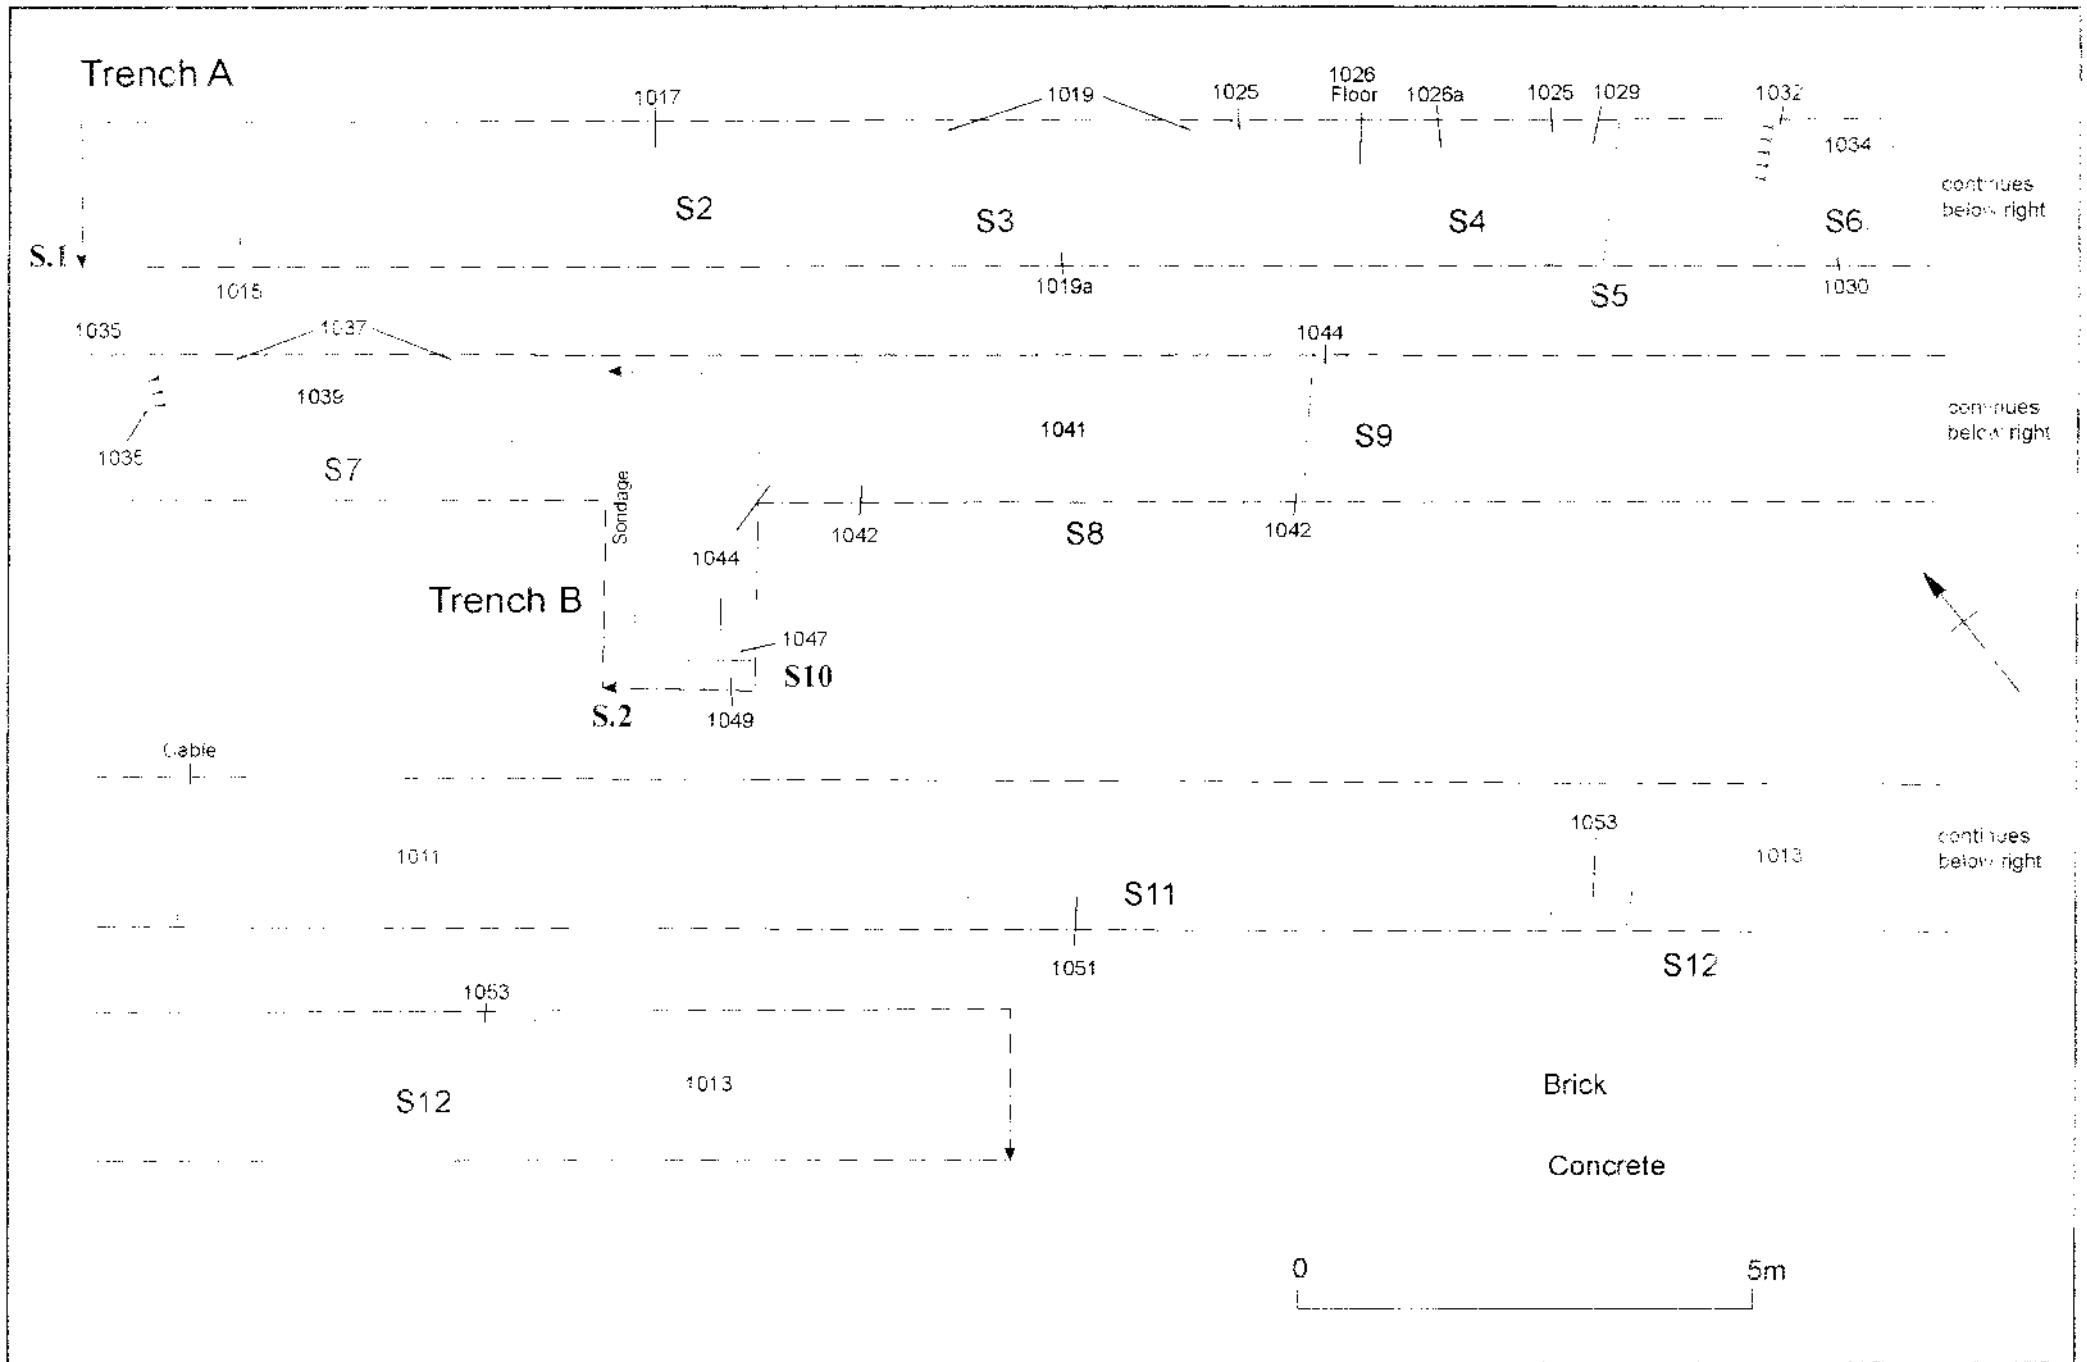 Trench A
1017
1019
1025
1026
Floor
1026a
1025
1029
1032
1034
S2
S3
S4
S6
continues
below right
S.1
1015
1019a
S5
1030
1035
1037
1044
1039
1041
S9
continues
below right
1035
S7
Sondage
1042
S8
1042
1044
Trench B
1047
S10
S.2
1049
Cable
1011
1053
1013
continues
below right
S11
1051
S12
1053
S12
1013
Brick
Concrete
0
5m